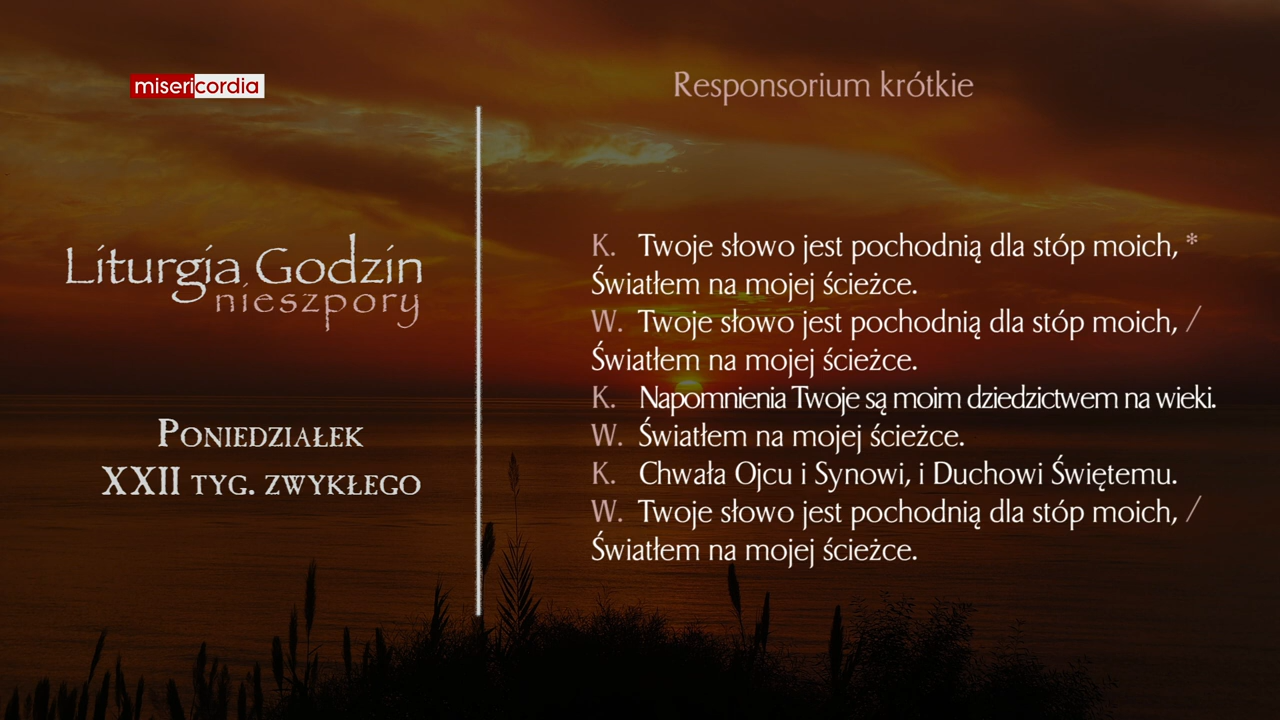 misericordia
Responsorium krótkie
Liturgia Godzin
nieszpory
Poniedziałek
XXII tyg. zwykłego
K. Twoje słowo jest pochodnią dla stóp moich, *
Światłem na mojej ścieżce.
W. Twoje słowo jest pochodnią dla stóp moich, /
Światłem na mojej ścieżce.
K. Napomnienia Twoje są moim dziedzictwem na wieki.
W. Światłem na mojej ścieżce.
K. Chwała Ojcu i Synowi, i Duchowi Świętemu.
W. Twoje słowo jest pochodnią dla stóp moich, /
Światłem na mojej ścieżce.